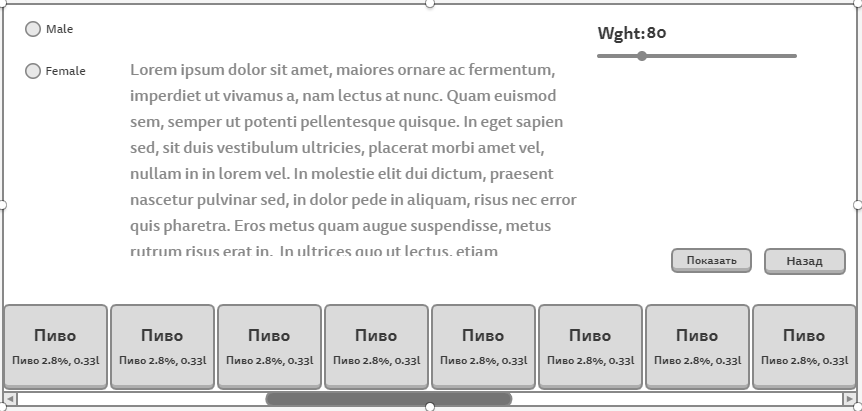 Male
Wght:80
Female
Lorem ipsum dolor sit amet, maiores ornare ac fermentum,
imperdiet ut vivamus a, nam lectus at nunc. Quam euismod
sem, semper ut potenti pellentesque quisque. In eget sapien
sed, sit duis vestibulum ultricies, placerat morbi amet vel,
nullam in in lorem vel. In molestie elit dui dictum, praesent
nascetur pulvinar sed, in dolor pede in aliquam, risus nec error
quis pharetra. Eros metus quam augue suspendisse, metus
rutrum risus erat in. In ultrices quo ut lectus, etiam
Показать
Назад
Пиво Пиво Пиво Пиво Пиво Пиво Пиво Пиво
Пиво 2.8%, 0.33l Пиво 2.8%, 0.33l Пиво 2.8%, 0.33l Пиво 2.8%, 0.33l Пиво 2.8%, 0.33l Пиво 2.8%, 0.33l Пиво 2.8%, 0.33l Пиво 2.8%, 0.33l